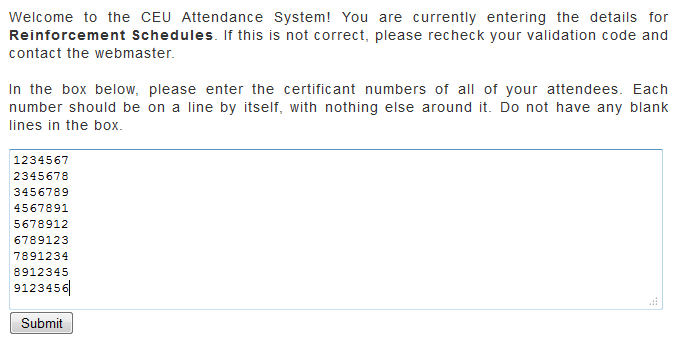 Welcome to the CEU Attendance System! You are currently entering the details for
Reinforcement Schedules. If this is not correct, please recheck your validation code and
contact the webmaster.
In the box below, please enter the certificant numbers of all of your attendees. Each
number should be on a line by itself, with nothing else around it. Do not have any blank
lines in the box.
1234567
2345678
3456789
4567891
5678912
6789123
7891234
8912345
9123456
Submit